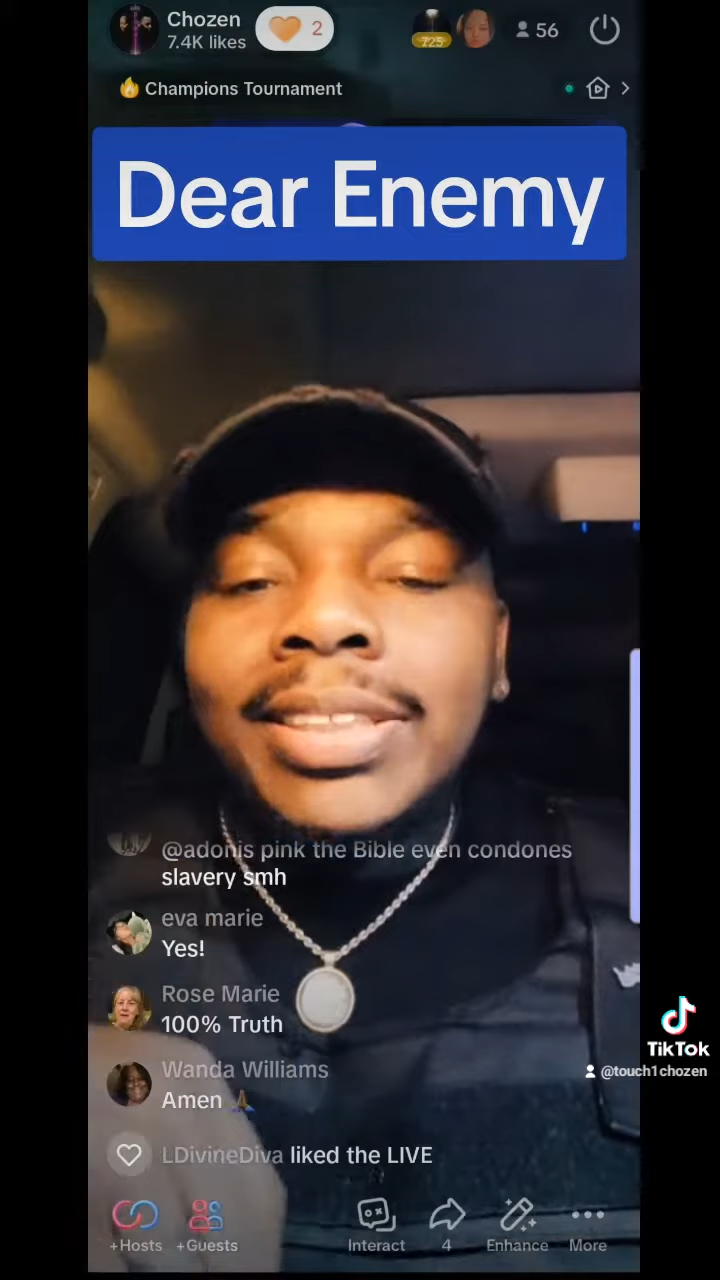 Chozen
7.4K likes
2
725
56
Champions Tournament
Dear Enemy
@adonis pink the Bible even condones
slavery smh
eva marie
Yes!
Rose Marie
100% Truth
Wanda Williams
Amen 🙏🏾
LDivineDiva liked the LIVE
TikTok
@touch1chozen
+Hosts
+Guests
Interact
4
Enhance
More